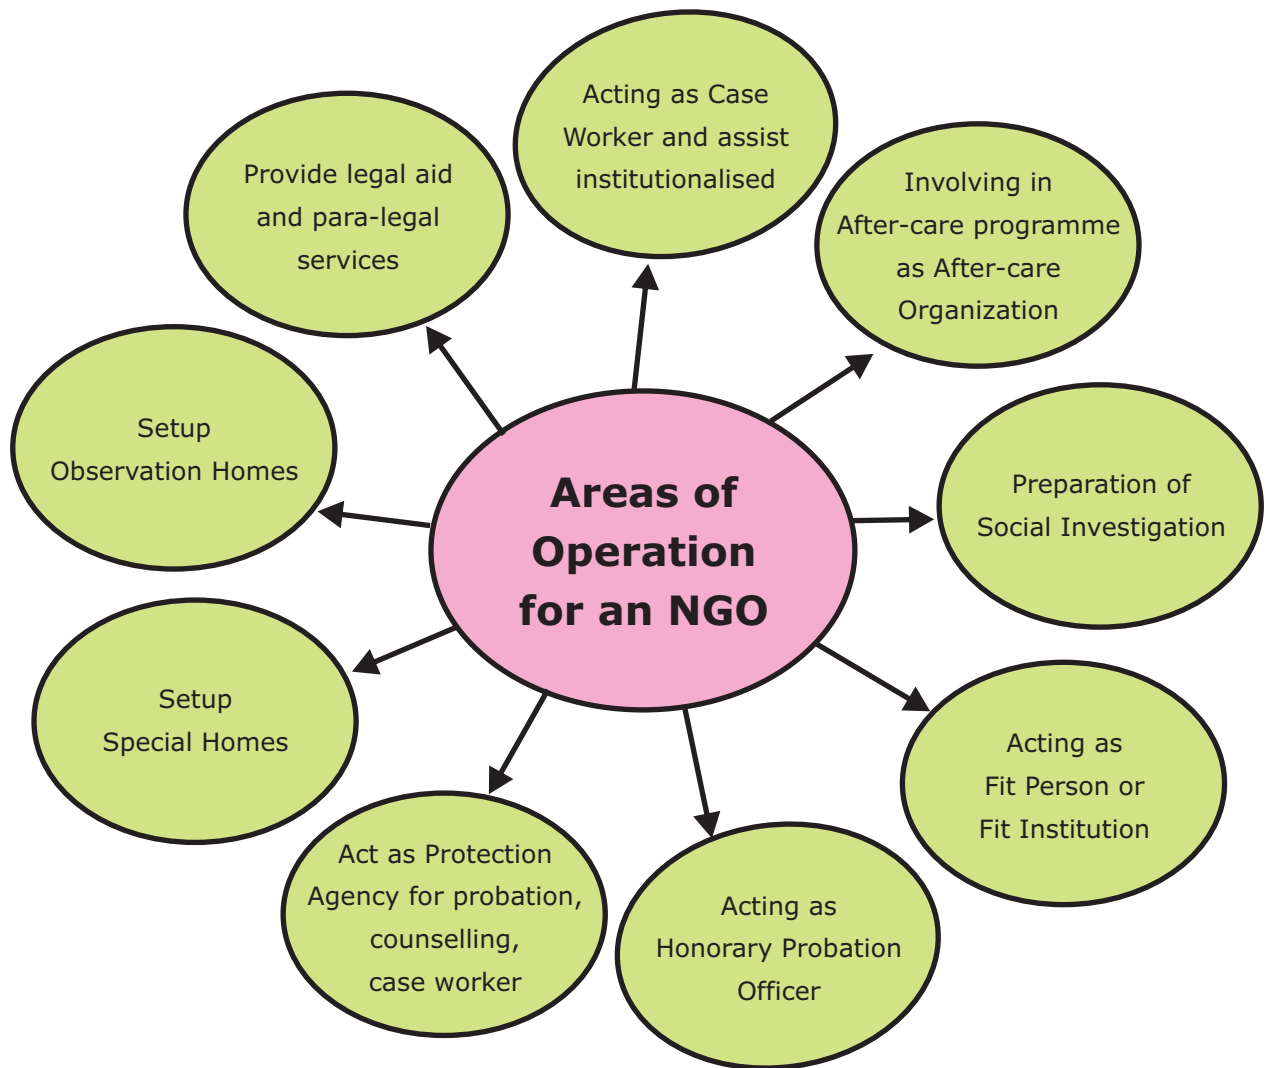 Acting as Case
Worker and assist
institutionalised
Provide legal aid
and para-legal
services
Involving in
After-care programme
as After-care
Organization
Setup
Observation Homes
Areas of
Operation
for an NGO
Preparation of
Social Investigation
Setup
Special Homes
Acting as
Fit Person or
Fit Institution
Act as Protection
Agency for probation,
counselling,
case worker
Acting as
Honorary Probation
Officer